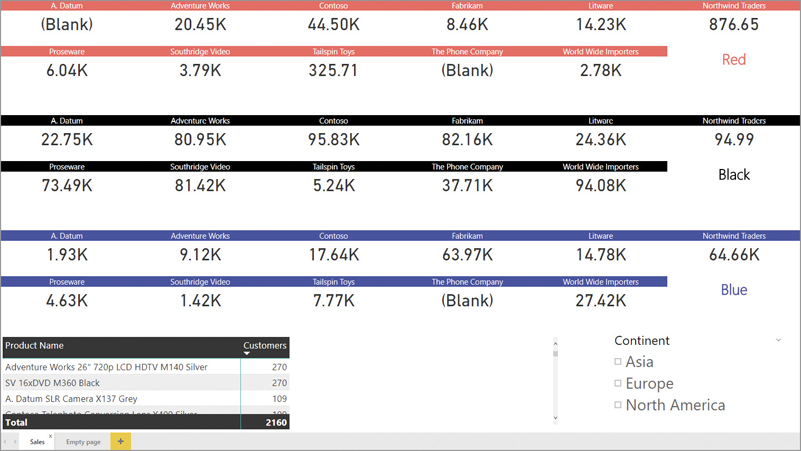 A. Datum Adventure Works Contoso Fabrikam Litware Northwind Traders
(Blank) 20.45K 44.50K 8.46K 14.23K 876.65
Proseware Southridge Video Tailspin Toys The Phone Company World Wide Importers
6.04K 3.79K 325.71 (Blank) 2.78K
Red
A. Datum Adventure Works Contoso Fabrikam Litware Northwind Traders
22.75K 80.95K 95.83K 82.16K 24.36K 94.99
Proseware Southridge Video Tailspin Toys The Phone Company World Wide Importers
73.49K 81.42K 5.24K 37.71K 94.08K
Black
A. Datum Adventure Works Contoso Fabrikam Litware Northwind Traders
1.93K 9.12K 17.64K 63.97K 14.78K 64.66K
Proseware Southridge Video Tailspin Toys The Phone Company World Wide Importers
4.63K 1.42K 7.77K (Blank) 27.42K
Blue
Product Name Customers
Adventure Works 26" 720p LCD HDTV M140 Silver 270
SV 16xDVD M360 Black 270
A. Datum SLR Camera X137 Grey 109
Contoso Telephoto Conversion Lens X400 Silver
Total 2160
Continent
Asia
Europe
North America
Sales x Empty page +